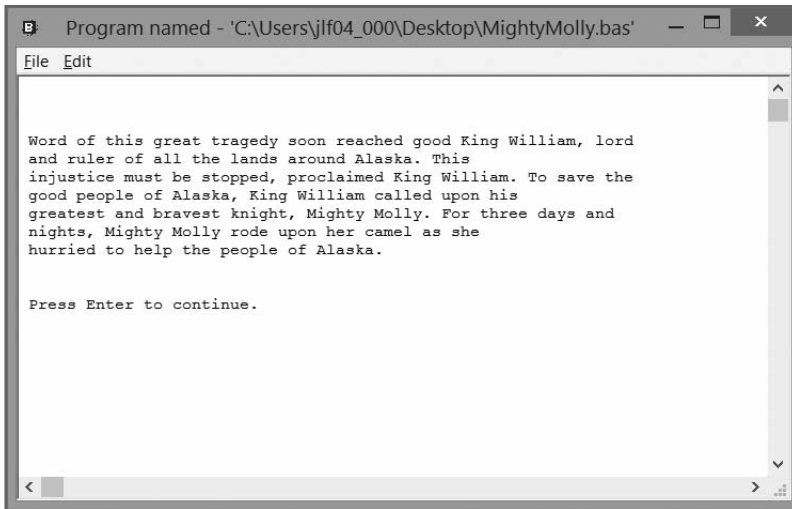 Program named - 'C:\Users\jlf04_000\Desktop\MightyMolly.bas'
File Edit
Word of this great tragedy soon reached good King William, lord
and ruler of all the lands around Alaska. This
injustice must be stopped, proclaimed King William. To save the
good people of Alaska, King William called upon his
greatest and bravest knight, Mighty Molly. For three days and
nights, Mighty Molly rode upon her camel as she
hurried to help the people of Alaska.
Press Enter to continue.